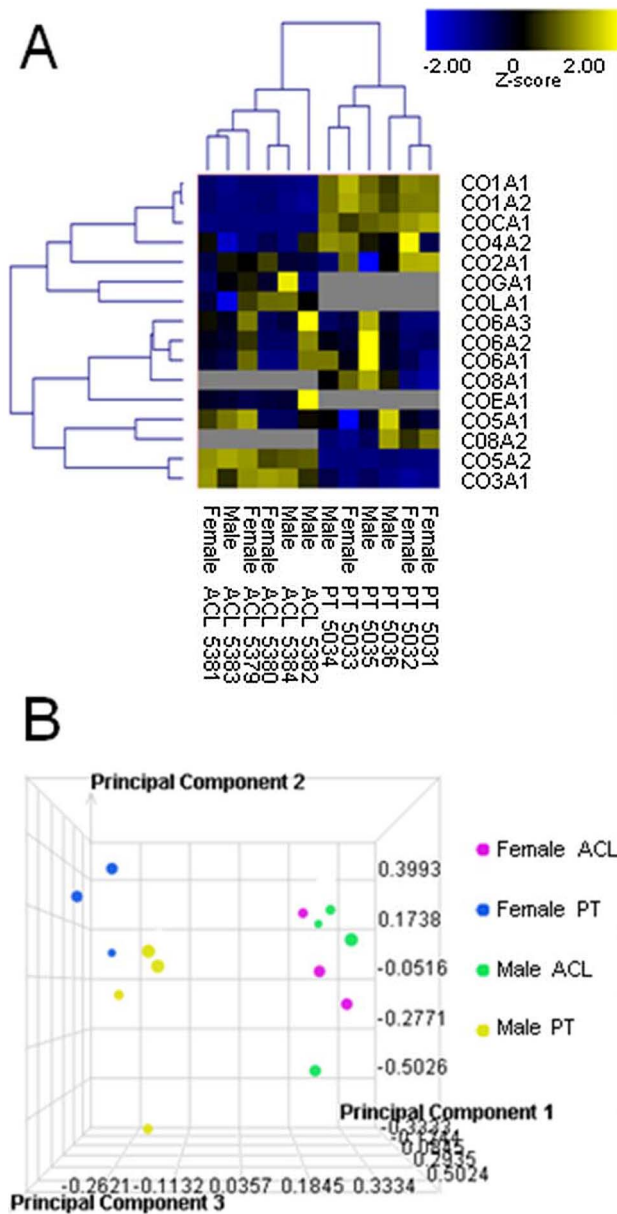 A
-2.00 0 2.00
Z-score
CO1A1
CO1A2
COCA1
CO4A2
CO2A1
COGA1
COLA1
CO6A3
CO6A2
CO6A1
CO8A1
COEA1
CO5A1
C08A2
CO5A2
CO3A1
Female ACL 5381
Male ACL 5383
Female ACL 5379
Female ACL 5380
Male ACL 5384
Male ACL 5382
Male PT 5034
Female PT 5033
Male PT 5035
Male PT 5036
Female PT 5032
Female PT 5031
B
Principal Component 2
0.3993
0.1738
-0.0516
-0.2771
-0.5026
Female ACL
Female PT
Male ACL
Male PT
Principal Component 1
-0.3333
0.5024
-0.2621 -0.1132 0.0357 0.1845 0.3334
Principal Component 3